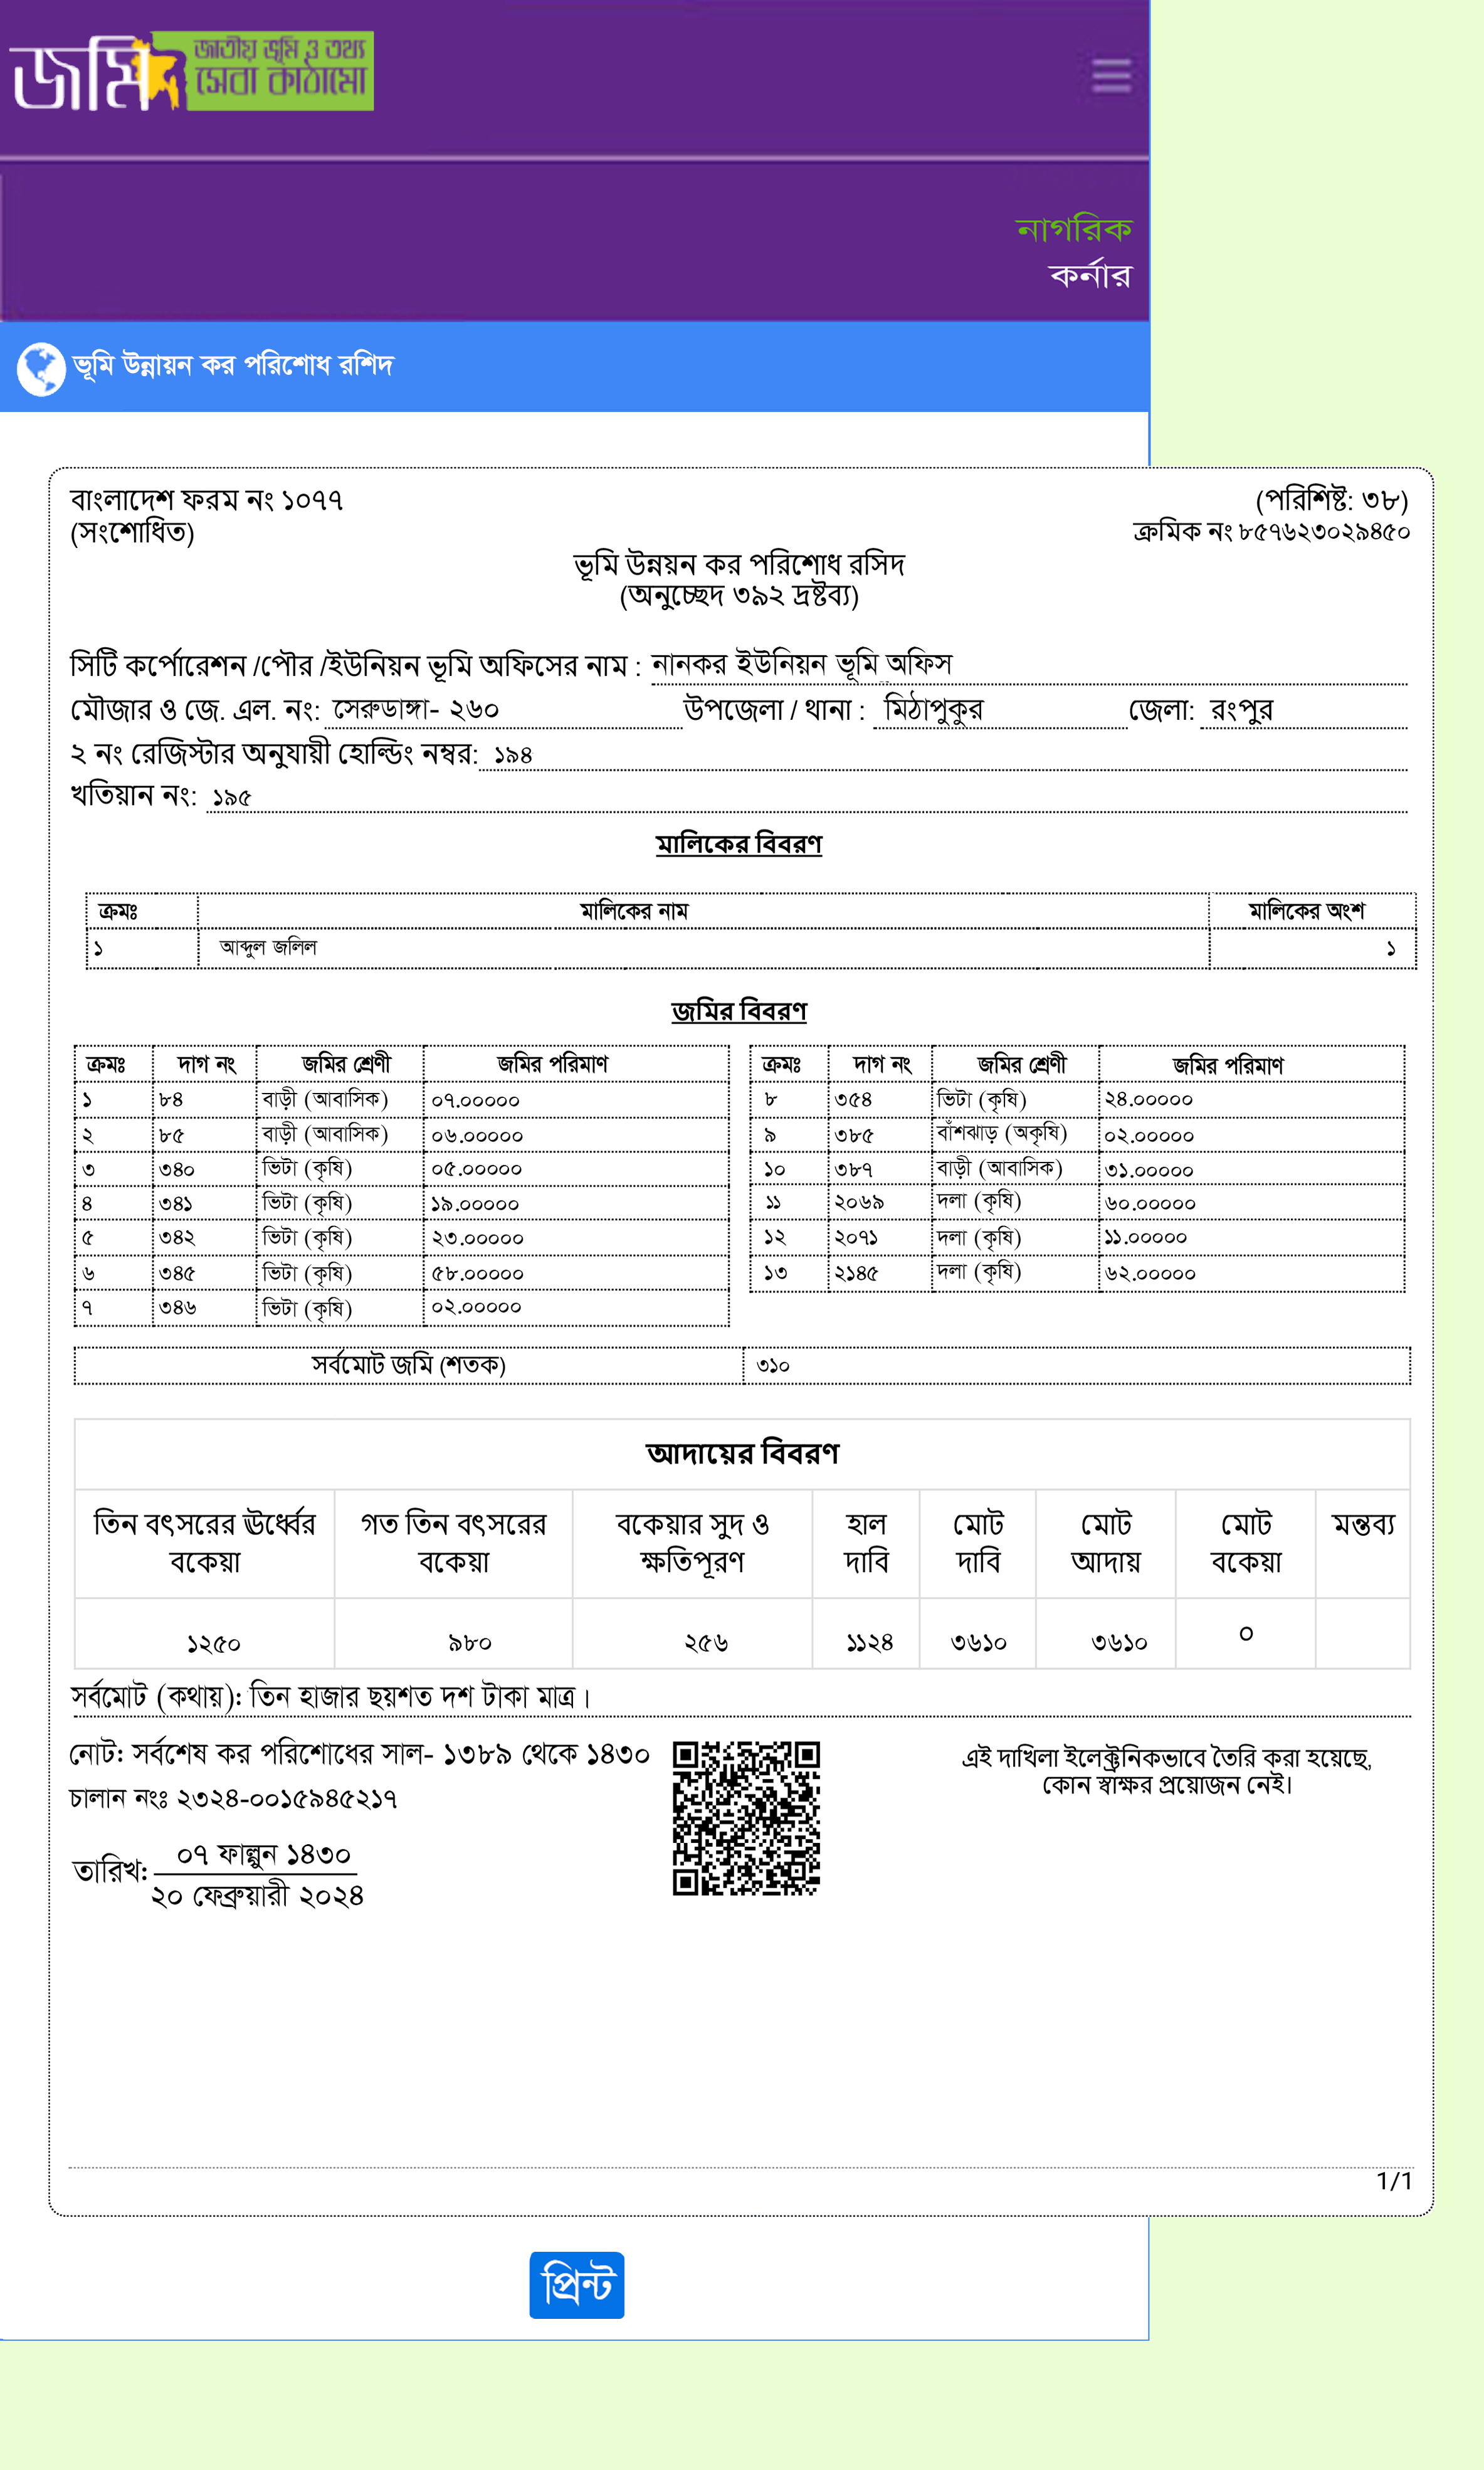 জমি জাতীয় ভূমি ও তথ্য
সেবা কাঠামো
নাগরিক
কর্নার
ভূমি উন্নায়ন কর পরিশোধ রশিদ
বাংলাদেশ ফরম নং ১০৭৭ (পরিশিষ্ট: ৩৮)
(সংশোধিত) ক্রমিক নং ৮৫৭৬২৩০২৯৪৫০
ভূমি উন্নয়ন কর পরিশোধ রসিদ
(অনুচ্ছেদ ৩৯২ দ্রষ্টব্য)
সিটি কর্পোরেশন /পৌর /ইউনিয়ন ভূমি অফিসের নাম : নানকর ইউনিয়ন ভূমি অফিস
মৌজার ও জে. এল. নং: সেরুডাঙ্গা- ২৬০ উপজেলা / থানা : মিঠাপুকুর জেলা: রংপুর
২ নং রেজিস্টার অনুযায়ী হোল্ডিং নম্বর: ১৯৪
খতিয়ান নং: ১৯৫
মালিকের বিবরণ
ক্রমঃ মালিকের নাম মালিকের অংশ
১ আব্দুল জলিল ১
জমির বিবরণ
ক্রমঃ দাগ নং জমির শ্রেণী জমির পরিমাণ ক্রমঃ দাগ নং জমির শ্রেণী জমির পরিমাণ
১ ৮৪ বাড়ী (আবাসিক) ০৭.০০০০০ ৮ ৩৫৪ ভিটা (কৃষি) ২৪.০০০০০
২ ৮৫ বাড়ী (আবাসিক) ০৬.০০০০০ ৯ ৩৮৫ বাঁশঝাড় (অকৃষি) ০২.০০০০০
৩ ৩৪০ ভিটা (কৃষি) ০৫.০০০০০ ১০ ৩৮৭ বাড়ী (আবাসিক) ৩১.০০০০০
৪ ৩৪১ ভিটা (কৃষি) ১৯.০০০০০ ১১ ২০৬৯ দলা (কৃষি) ৬০.০০০০০
৫ ৩৪২ ভিটা (কৃষি) ২৩.০০০০০ ১২ ২০৭১ দলা (কৃষি) ১১.০০০০০
৬ ৩৪৫ ভিটা (কৃষি) ৫৮.০০০০০ ১৩ ২১৪৫ দলা (কৃষি) ৬২.০০০০০
৭ ৩৪৬ ভিটা (কৃষি) ০২.০০০০০
সর্বমোট জমি (শতক) ৩১০
আদায়ের বিবরণ
তিন বৎসরের ঊর্ধ্বের গত তিন বৎসরের বকেয়ার সুদ ও হাল মোট মোট মোট মন্তব্য
বকেয়া বকেয়া ক্ষতিপূরণ দাবি দাবি আদায় বকেয়া
১২৫০ ৯৮০ ২৫৬ ১১২৪ ৩৬১০ ৩৬১০ ০
সর্বমোট (কথায়): তিন হাজার ছয়শত দশ টাকা মাত্র।
নোট: সর্বশেষ কর পরিশোধের সাল- ১৩৮৯ থেকে ১৪৩০
চালান নংঃ ২৩২৪-০০১৫৯৪৫২১৭
তারিখ: ০৭ ফাল্গুন ১৪৩০
২০ ফেব্রুয়ারী ২০২৪
এই দাখিলা ইলেক্ট্রনিকভাবে তৈরি করা হয়েছে,
কোন স্বাক্ষর প্রয়োজন নেই।
1/1
প্রিন্ট